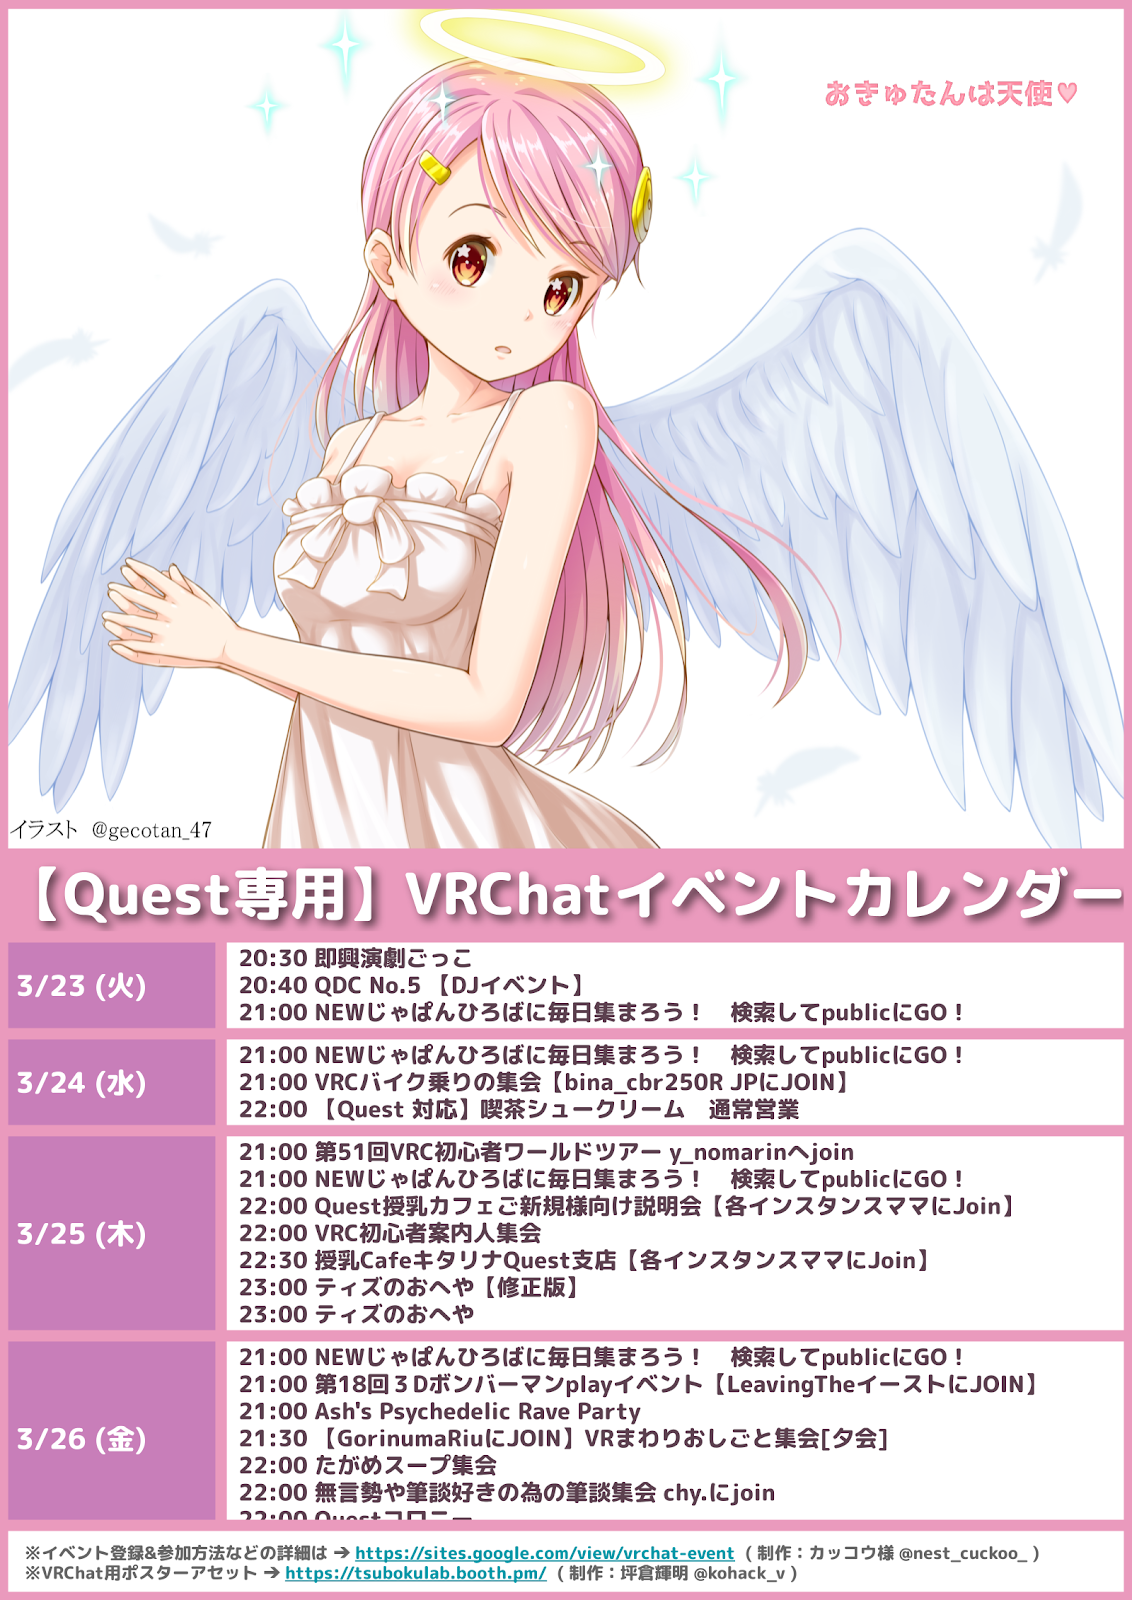 おきゅたんは天使♥
イラスト @gecotan_47
【Quest専用】VRChatイベントカレンダー
3/23 (火)
20:30 即興演劇ごっこ
20:40 QDC No.5 【DJイベント】
21:00 NEWじゃぱんひろばに毎日集まろう！　検索してpublicにGO！
3/24 (水)
21:00 NEWじゃぱんひろばに毎日集まろう！　検索してpublicにGO！
21:00 VRCバイク乗りの集会【bina_cbr250R JPにJOIN】
22:00 【Quest 対応】喫茶シュークリーム　通常営業
3/25 (木)
21:00 第51回VRC初心者ワールドツアー y_nomarinへjoin
21:00 NEWじゃぱんひろばに毎日集まろう！　検索してpublicにGO！
22:00 Quest授乳カフェご新規様向け説明会【各インスタンスママにJoin】
22:00 VRC初心者案内人集会
22:30 授乳CafeキタリナQuest支店【各インスタンスママにJoin】
23:00 ティズのおへや【修正版】
23:00 ティズのおへや
3/26 (金)
21:00 NEWじゃぱんひろばに毎日集まろう！　検索してpublicにGO！
21:00 第18回３Dボンバーマンplayイベント【LeavingTheイーストにJOIN】
21:00 Ash's Psychedelic Rave Party
21:30 【GorinumaRiuにJOIN】VRまわりおしごと集会[夕会]
22:00 たがめスープ集会
22:00 無言勢や筆談好きの為の筆談集会 chy.にjoin
22:00 Questコロニー
※イベント登録&参加方法などの詳細は ➔ https://sites.google.com/view/vrchat-event ( 制作：カッコウ様 @nest_cuckoo_ )
※VRChat用ポスターアセット ➔ https://tsubokulab.booth.pm/ ( 制作：坪倉輝明 @kohack_v )